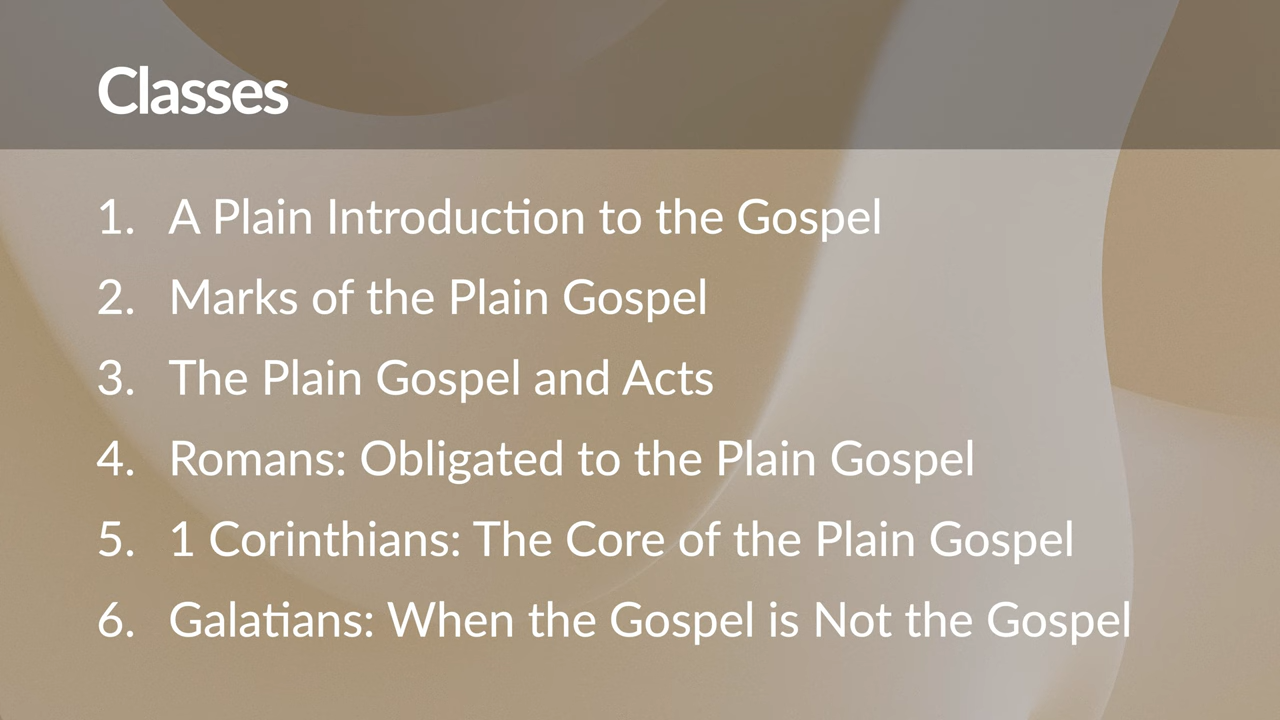 Classes
1. A Plain Introduction to the Gospel
2. Marks of the Plain Gospel
3. The Plain Gospel and Acts
4. Romans: Obligated to the Plain Gospel
5. 1 Corinthians: The Core of the Plain Gospel
6. Galatians: When the Gospel is Not the Gospel